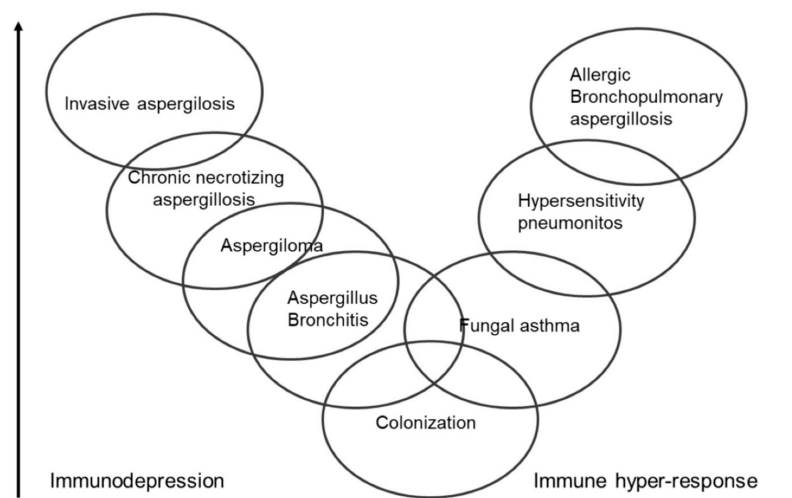 Invasive aspergilosis
Allergic
Bronchopulmonary
aspergillosis
Chronic necrotizing
aspergillosis
Hypersensitivity
pneumonitos
Aspergiloma
Aspergillus
Bronchitis
Fungal asthma
Colonization
Immunodepression
Immune hyper-response